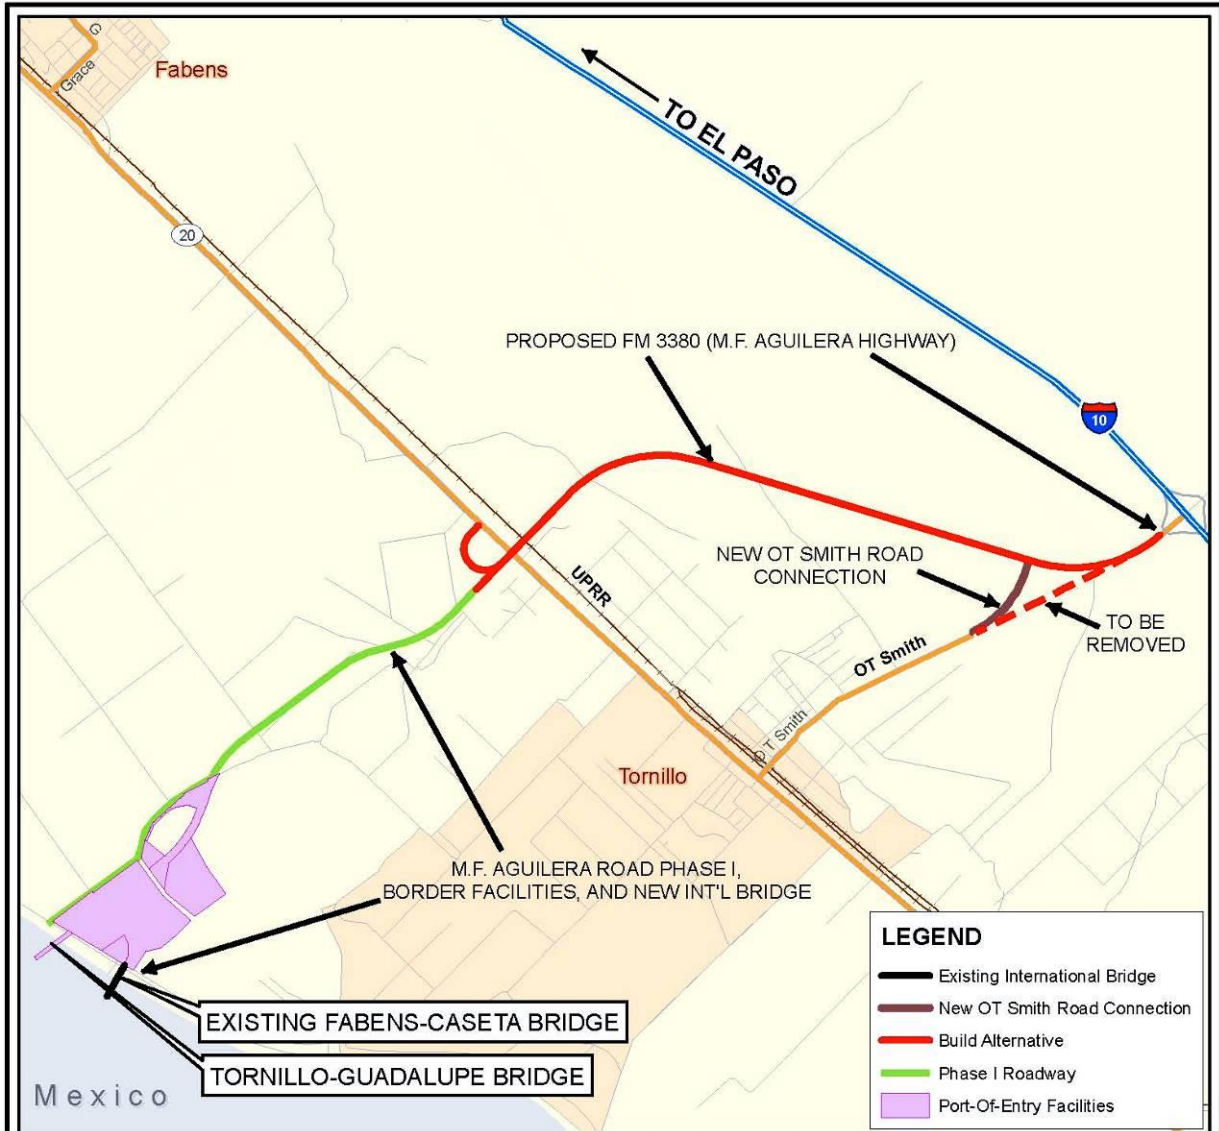 G
Grace
Fabens
TO EL PASO
20
PROPOSED FM 3380 (M.F. AGUILERA HIGHWAY)
10
NEW OT SMITH ROAD
CONNECTION
UPRR
TO BE
REMOVED
OT Smith
O T Smith
Tornillo
M.F. AGUILERA ROAD PHASE I,
BORDER FACILITIES, AND NEW INT'L BRIDGE
EXISTING FABENS-CASETA BRIDGE
TORNILLO-GUADALUPE BRIDGE
Mexico
LEGEND
Existing International Bridge
New OT Smith Road Connection
Build Alternative
Phase I Roadway
Port-Of-Entry Facilities